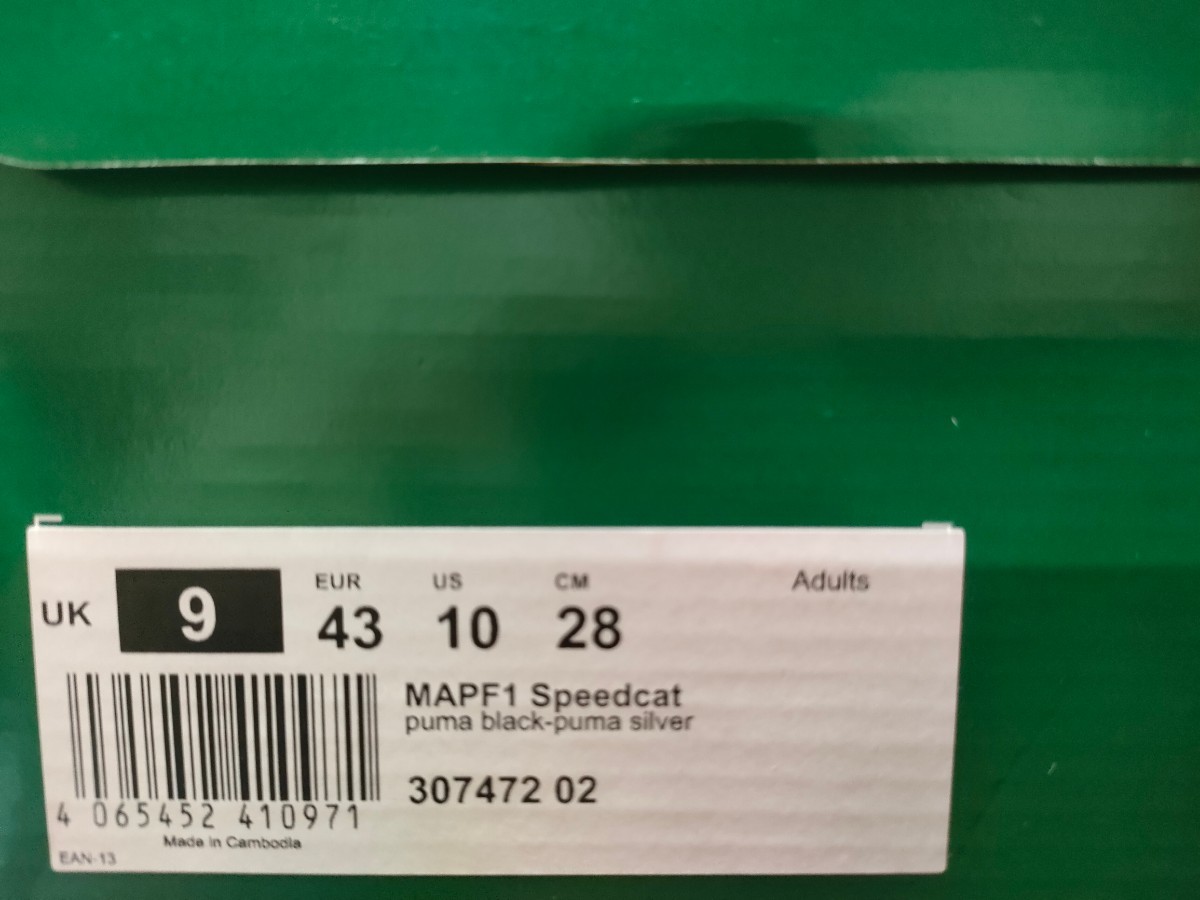 EUR US CM Adults
UK 9 43 10 28
MAPF1 Speedcat
puma black-puma silver
307472 02
4 065452 410971
Made in Cambodia
EAN-13